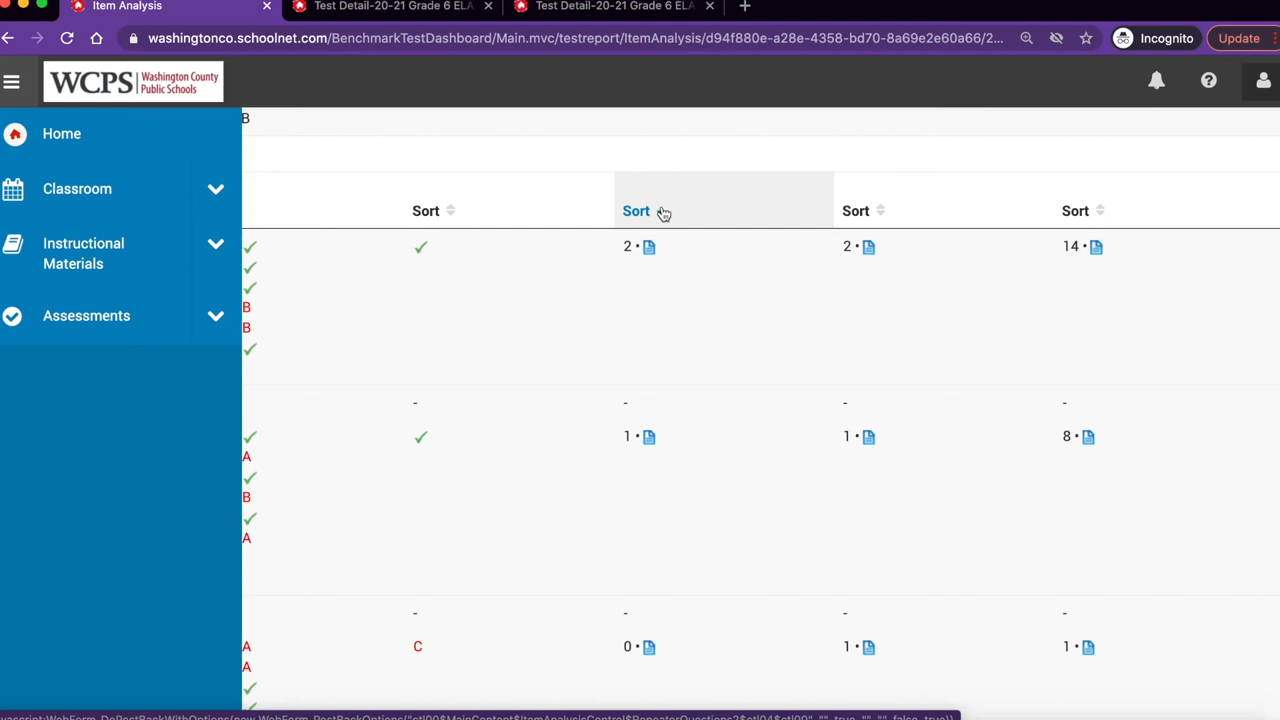 Item Analysis
Test Detail-20-21 Grade 6 ELA
Test Detail-20-21 Grade 6 ELA
washingtonco.schoolnet.com/BenchmarkTestDashboard/Main.mvc/testreport/ItemAnalysis/d94f880e-a28e-4358-bd70-8a69e2e60a66/2...
Incognito
Update
WCPS
Washington County
Public Schools
B
Home
Classroom
Instructional
Materials
Assessments
Sort
Sort
Sort
Sort
2 •
2 •
14 •
B
B
-
-
-
-
1 •
1 •
8 •
A
B
A
-
-
-
-
A
C
0 •
1 •
1 •
A